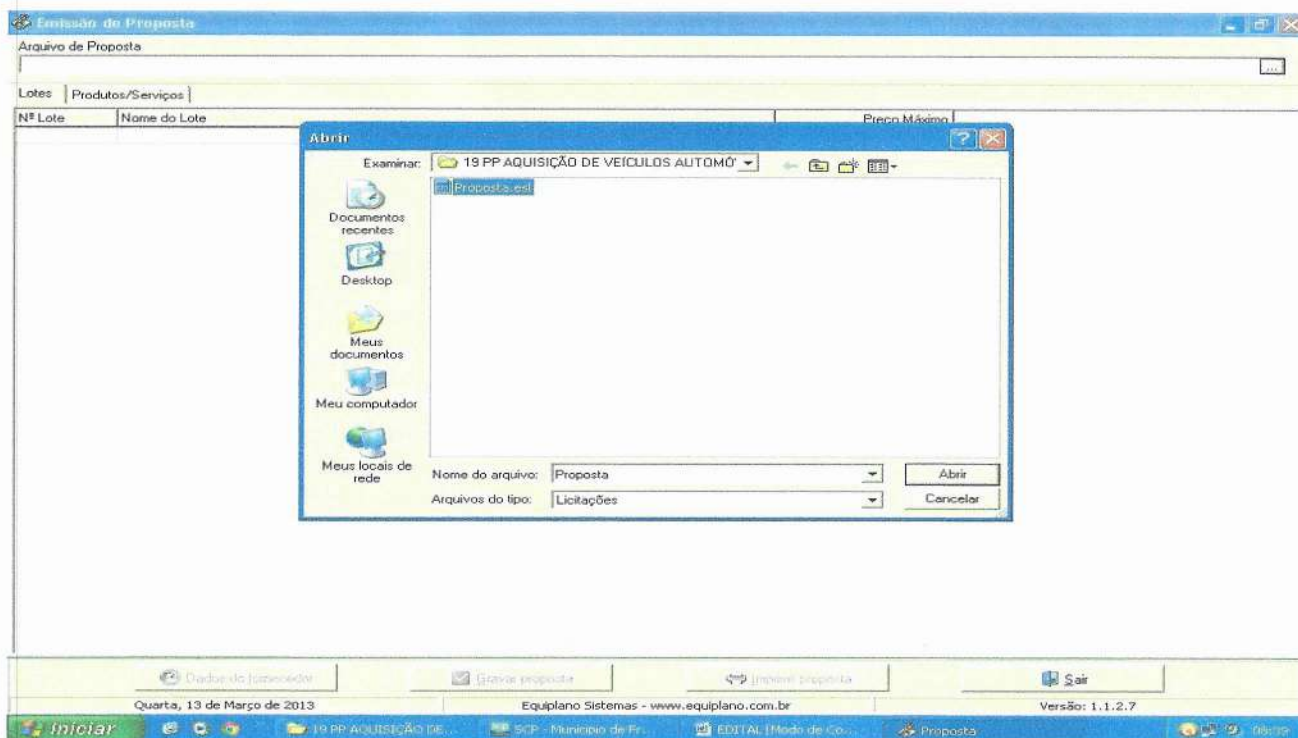 Emissão de Proposta
Arquivo de Proposta
...
Lotes Produtos/Serviços
Nº Lote Nome do Lote Preço Máximo
Abrir
Examinar: 19 PP AQUISIÇÃO DE VEÍCULOS AUTOMÓ
Proposta.esl
Documentos
recentes
Desktop
Meus
documentos
Meu computador
Meus locais de
rede
Nome do arquivo: Proposta Abrir
Arquivos do tipo: Licitações Cancelar
Dados do fornecedor Gravar proposta Imprimir proposta Sair
Quarta, 13 de Março de 2013 Equiplano Sistemas - www.equiplano.com.br Versão: 1.1.2.7
Iniciar 19 PP AQUISIÇÃO DE... SCP - Municipio de Fr... EDITAL [Modo de Co... Proposta